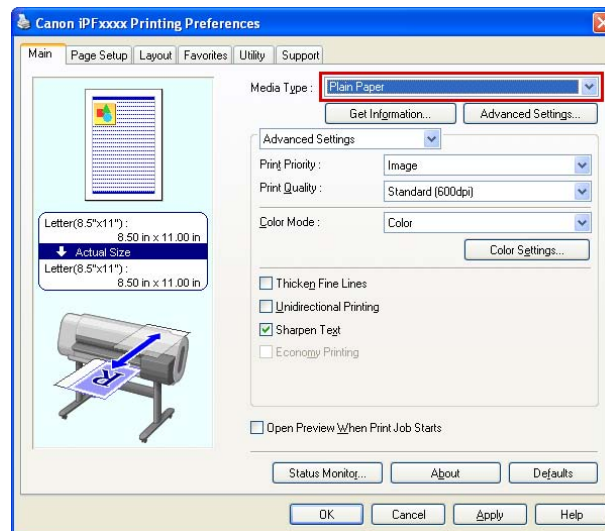 Canon iPFxxxx Printing Preferences
Main Page Setup Layout Favorites Utility Support
Media Type : Plain Paper
Get Information... Advanced Settings...
Advanced Settings
Print Priority : Image
Print Quality : Standard (600dpi)
Color Mode : Color
Color Settings...
Letter(8.5"x11") :
8.50 in x 11.00 in
Actual Size
Letter(8.5"x11") :
8.50 in x 11.00 in
Thicken Fine Lines
Unidirectional Printing
Sharpen Text
Economy Printing
R
Open Preview When Print Job Starts
Status Monitor... About Defaults
OK Cancel Apply Help